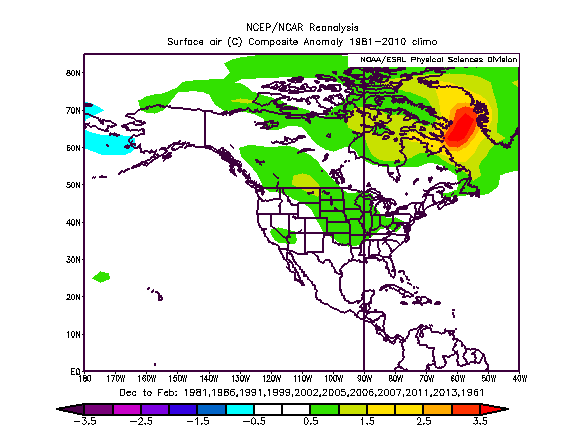 NCEP/NCAR Reanalysis
Surface air (C) Composite Anomaly 1981-2010 climo
NOAA/ESRL Physical Sciences Division
80N
70N
60N
50N
40N
30N
20N
10N
EQ
180 170W 160W 150W 140W 130W 120W 110W 100W 90W 80W 70W 60W 50W 40W
Dec to Feb: 1981,1986,1991,1999,2002,2005,2006,2007,2011,2013,1961
-3.5 -2.5 -1.5 -0.5 0.5 1.5 2.5 3.5